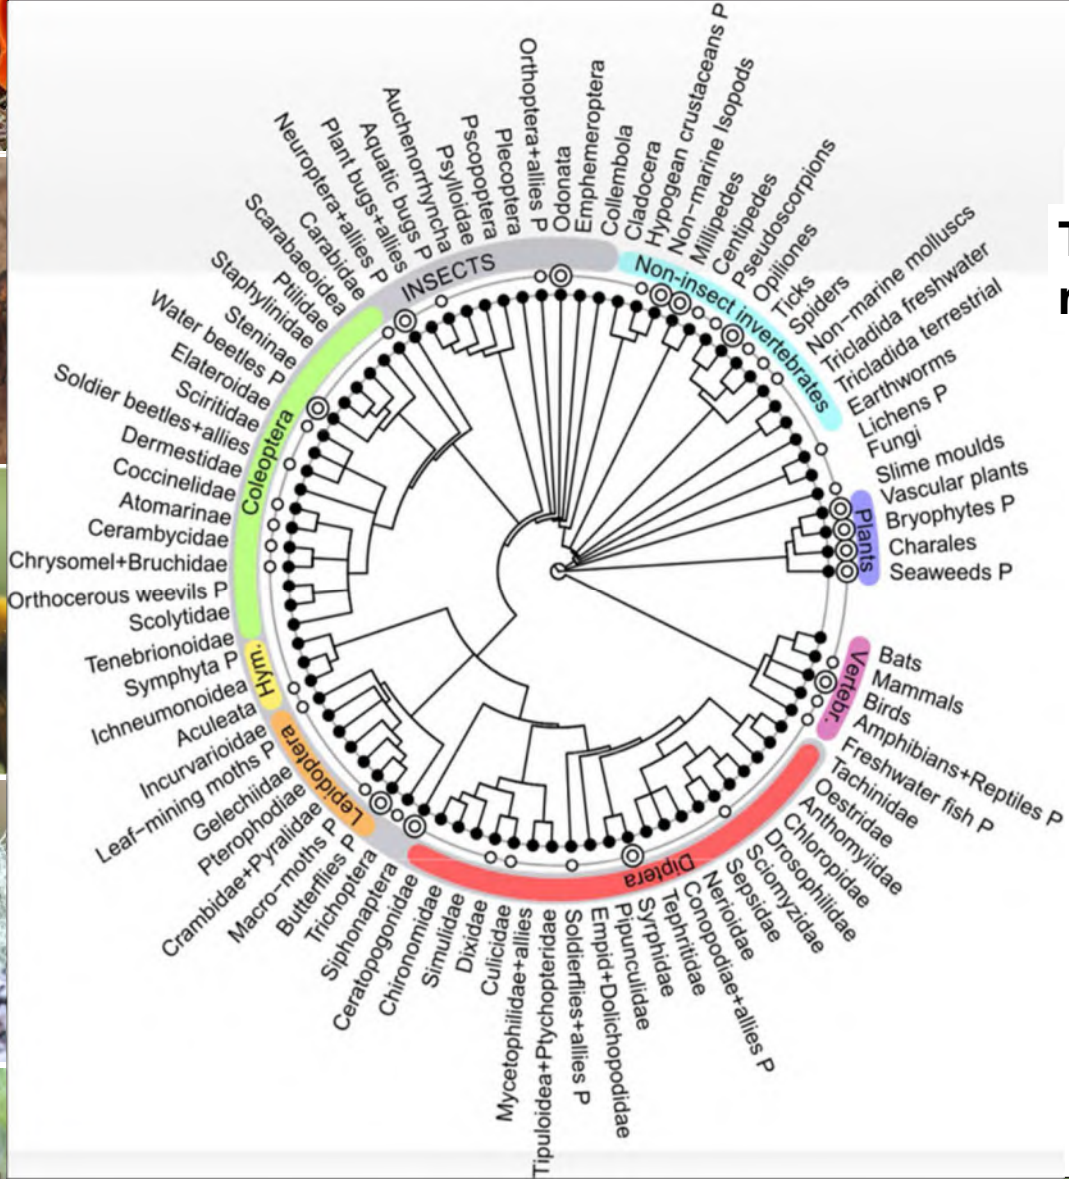 Orthoptera+allies P
Odonata
Emphemeroptera
Collembola
Cladocera
Hypogean crustaceans P
Non-marine Isopods
Millipedes
Centipedes
Pseudoscorpions
Opiliones
Ticks
Spiders
Non-marine molluscs
Tricladida freshwater
Tricladida terrestrial
Earthworms
Lichens P
Fungi
Slime moulds
Vascular plants
Bryophytes P
Charales
Seaweeds P
Bats
Mammals
Birds
Amphibians+Reptiles P
Freshwater fish P
Tachinidae
Oestridae
Anthomyiidae
Chloropidae
Drosophilidae
Sciomyzidae
Sepsidae
Nerioidae
Conopodiae+allies P
Tephritidae
Syrphidae
Pipunculidae
Empid+Dolichopodidae
Soldierflies+allies P
Tipuloidea+Ptychopteridae
Mycetophilidae+allies
Culicidae
Dixidae
Simulidae
Chironomidae
Ceratopogonidae
Siphonaptera
Trichoptera
Butterflies P
Macro-moths P
Crambidae+Pyralidae
Pterophodiae
Gelechiidae
Leaf-mining moths P
Incurvarioidae
Aculeata
Ichneumonoidea
Symphyta P
Tenebrionoidae
Scolytidae
Orthocerous weevils P
Chrysomel+Bruchidae
Cerambycidae
Atomarinae
Coccinelidae
Dermestidae
Soldier beetles+allies
Sciritidae
Elateroidae
Water beetles P
Steninae
Staphylinidae
Ptilidae
Scarabaeoidea
Carabidae
Neuroptera+allies P
Plant bugs+allies
Aquatic bugs P
Auchenorrhyncha
Psylloidae
Pscopoptera
Plecoptera
INSECTS
Non-insect invertebrates
Plants
Vertebr.
Diptera
Lepidoptera
Hym.
Coleoptera